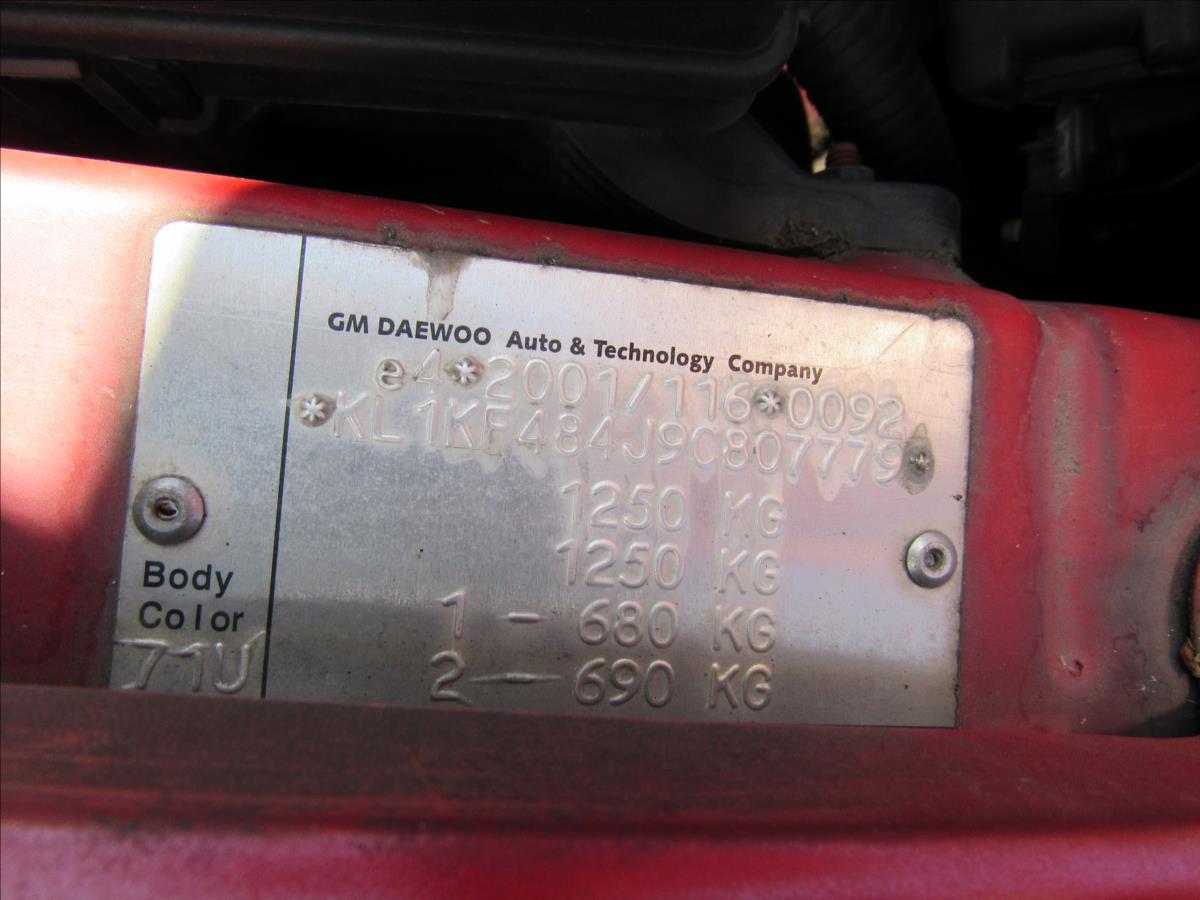 GM DAEWOO Auto & Technology Company
e4*2001/116*0092
*KL1KF484J9C807779*
1250 KG
1250 KG
1 - 680 KG
2 - 690 KG
Body
Color
71U